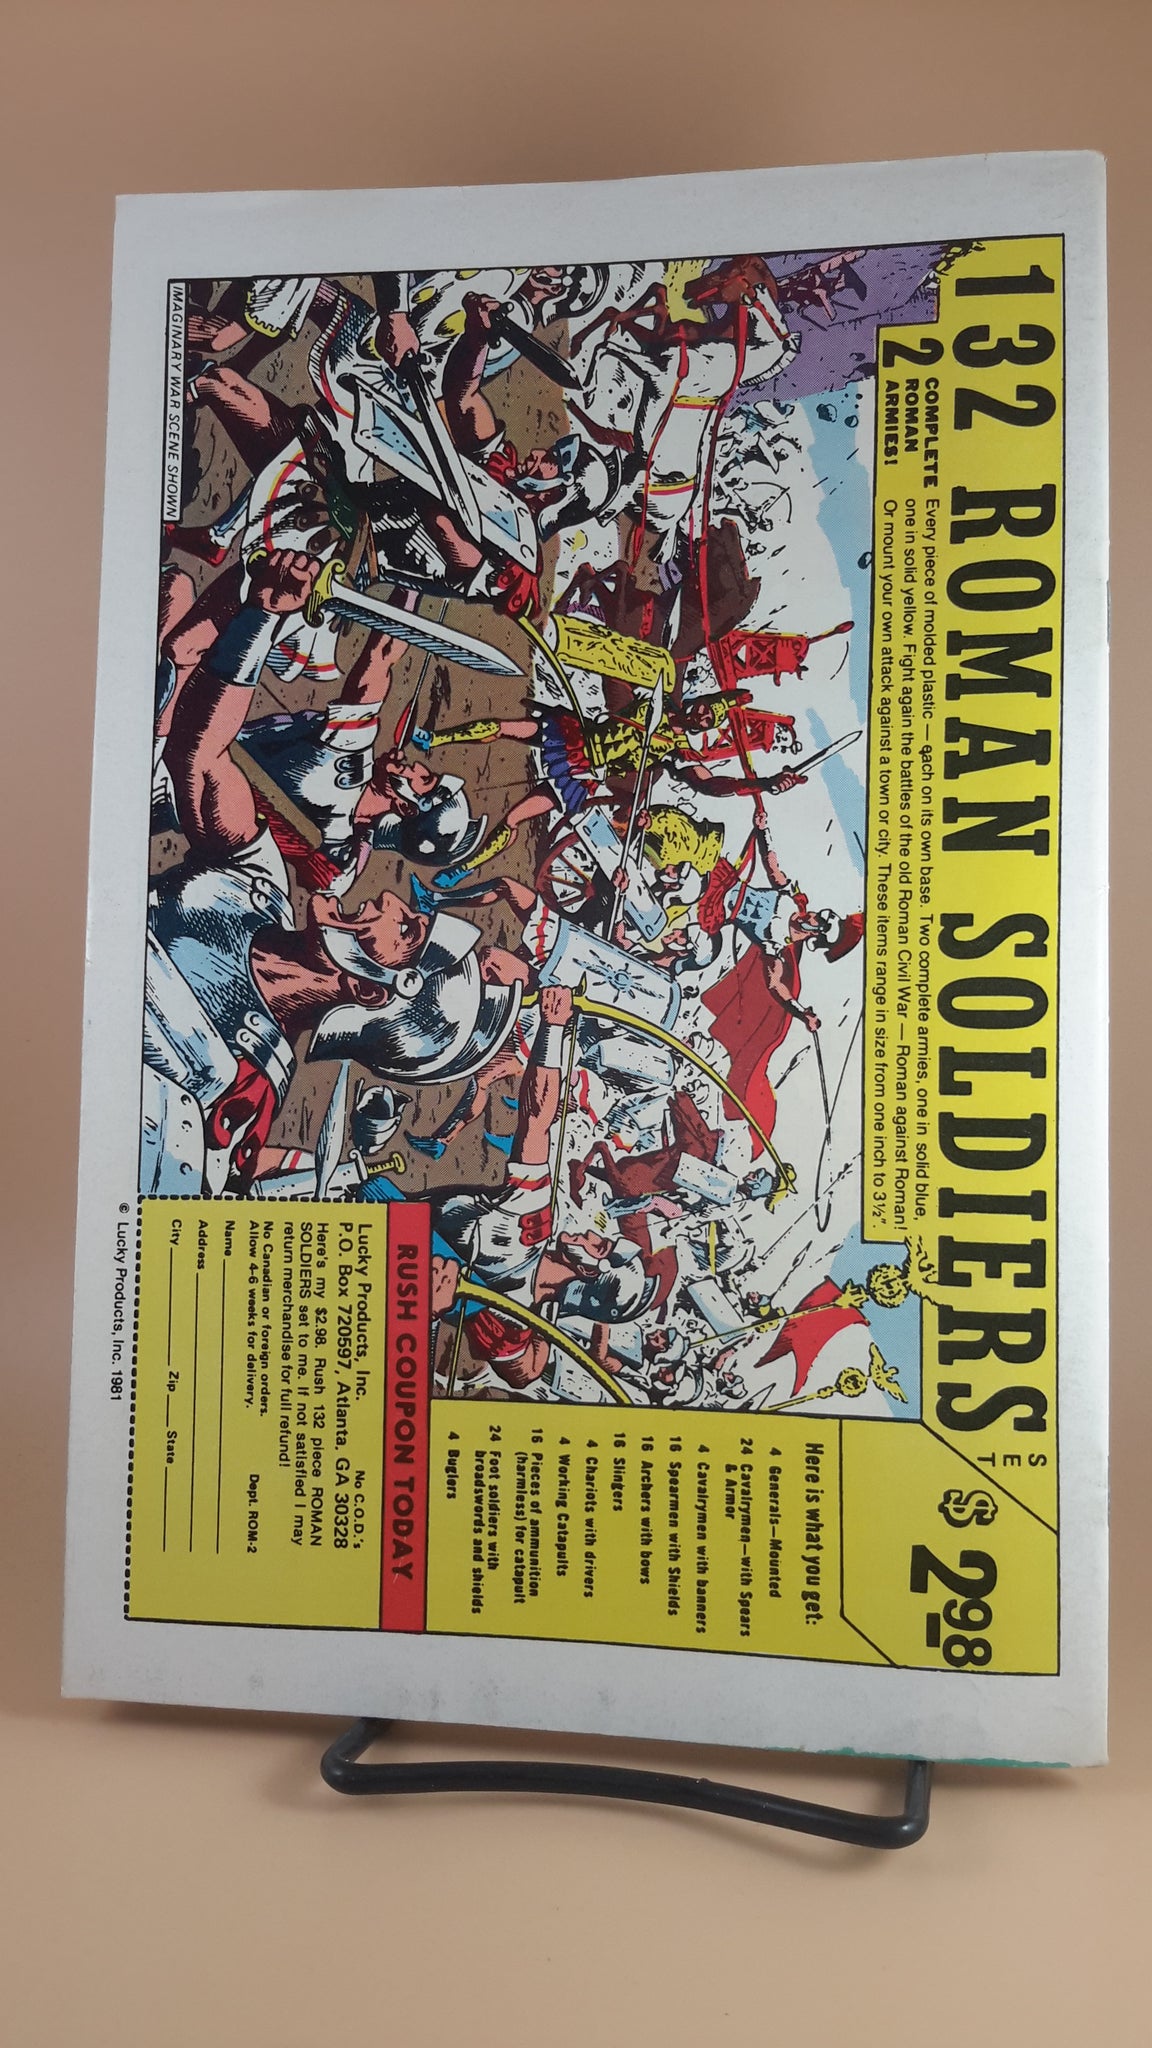 132 ROMAN SOLDIERS SET $2.98
2 COMPLETE ROMAN ARMIES!
Every piece of molded plastic — each on its own base. Two complete armies, one in solid blue,
one in solid yellow. Fight again the battles of the old Roman Civil War — Roman against Roman!
Or mount your own attack against a town or city. These items range in size from one inch to 3½".
Here is what you get:
4 Generals—Mounted
24 Cavalrymen—with Spears
& Armor
4 Cavalrymen with banners
16 Spearmen with Shields
16 Archers with bows
16 Slingers
4 Chariots with drivers
4 Working Catapults
16 Pieces of ammunition
(harmless) for catapult
24 Foot soldiers with
broadswords and shields
4 Buglers
IMAGINARY WAR SCENE SHOWN
RUSH COUPON TODAY
Lucky Products, Inc. No C.O.D.'s
P.O. Box 720597, Atlanta, GA 30328
Here's my $2.98. Rush 132 piece ROMAN
SOLDIERS set to me. If not satisfied I may
return merchandise for full refund!
No Canadian or foreign orders.
Allow 4-6 weeks for delivery. Dept. ROM-2
Name
Address
City Zip State
© Lucky Products, Inc. 1981